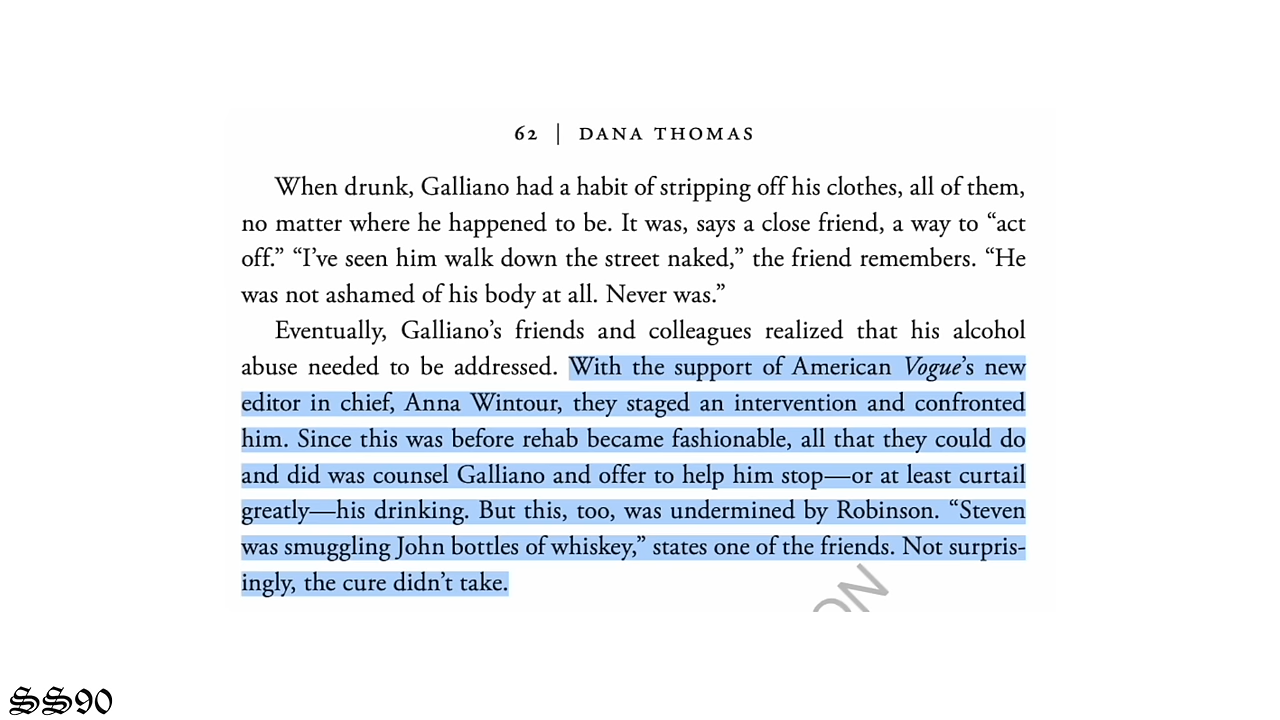 62 | DANA THOMAS
When drunk, Galliano had a habit of stripping off his clothes, all of them,
no matter where he happened to be. It was, says a close friend, a way to “act
off.” “I’ve seen him walk down the street naked,” the friend remembers. “He
was not ashamed of his body at all. Never was.”
Eventually, Galliano’s friends and colleagues realized that his alcohol
abuse needed to be addressed. With the support of American Vogue’s new
editor in chief, Anna Wintour, they staged an intervention and confronted
him. Since this was before rehab became fashionable, all that they could do
and did was counsel Galliano and offer to help him stop—or at least curtail
greatly—his drinking. But this, too, was undermined by Robinson. “Steven
was smuggling John bottles of whiskey,” states one of the friends. Not surpris-
ingly, the cure didn’t take.
ON
SS90